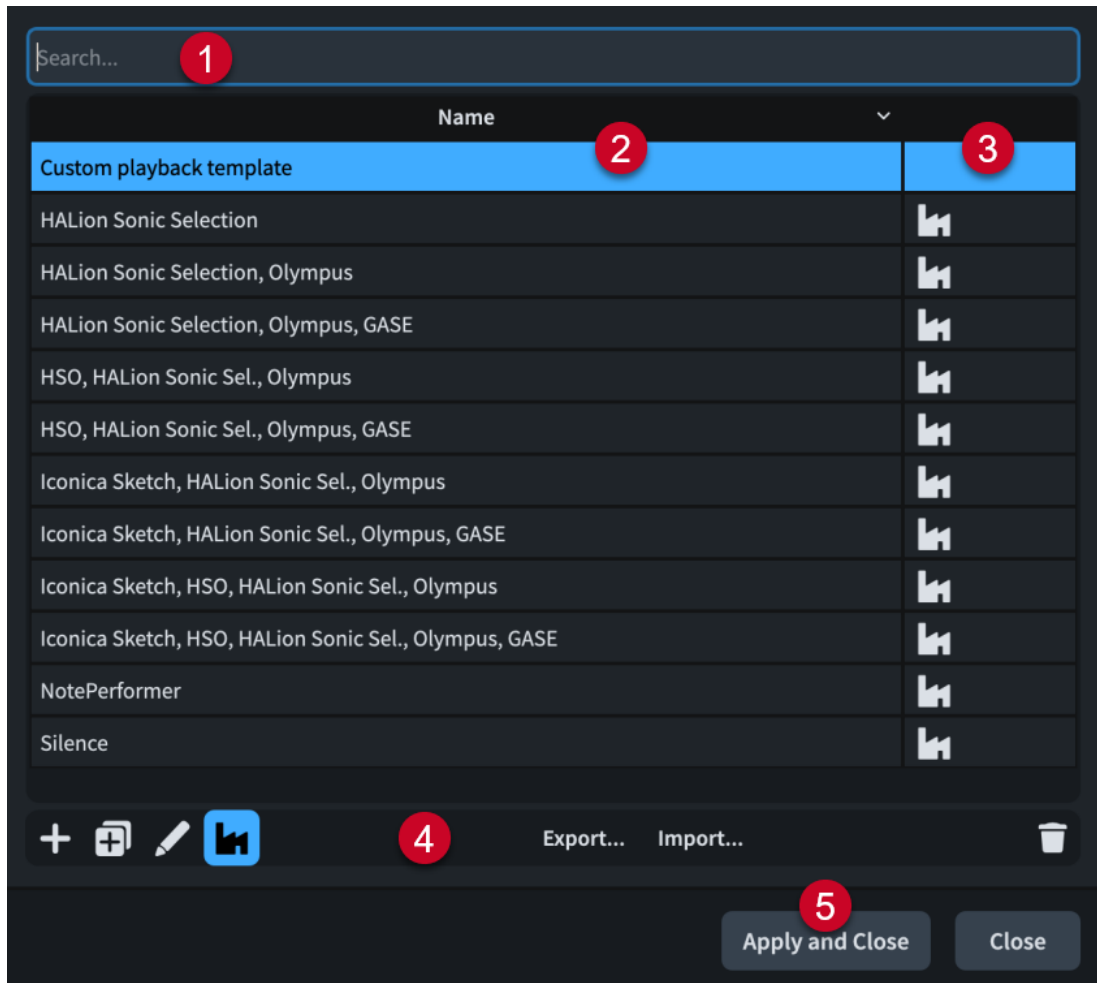 Search...
1
Name
2
3
Custom playback template
HALion Sonic Selection
HALion Sonic Selection, Olympus
HALion Sonic Selection, Olympus, GASE
HSO, HALion Sonic Sel., Olympus
HSO, HALion Sonic Sel., Olympus, GASE
Iconica Sketch, HALion Sonic Sel., Olympus
Iconica Sketch, HALion Sonic Sel., Olympus, GASE
Iconica Sketch, HSO, HALion Sonic Sel., Olympus
Iconica Sketch, HSO, HALion Sonic Sel., Olympus, GASE
NotePerformer
Silence
4
Export... Import...
5
Apply and Close Close